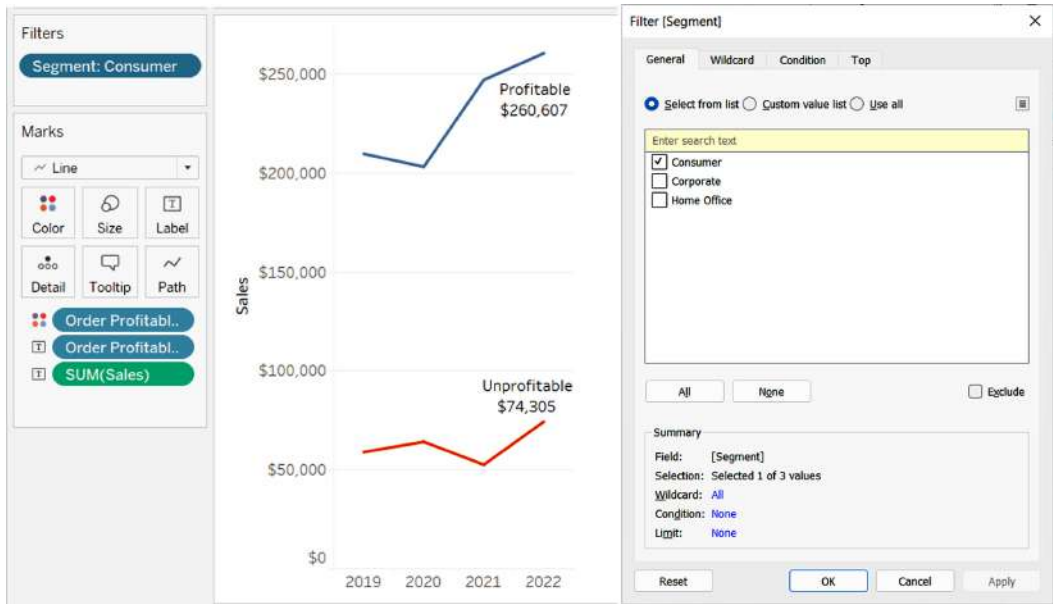 Filters
Segment: Consumer
Marks
Line
Color Size Label
Detail Tooltip Path
Order Profitabl..
Order Profitabl..
SUM(Sales)
Sales
$250,000
$200,000
$150,000
$100,000
$50,000
$0
Profitable
$260,607
Unprofitable
$74,305
2019 2020 2021 2022
Filter [Segment]
General Wildcard Condition Top
Select from list Custom value list Use all
Enter search text
Consumer
Corporate
Home Office
All None Exclude
Summary
Field: [Segment]
Selection: Selected 1 of 3 values
Wildcard: All
Condition: None
Limit: None
Reset OK Cancel Apply